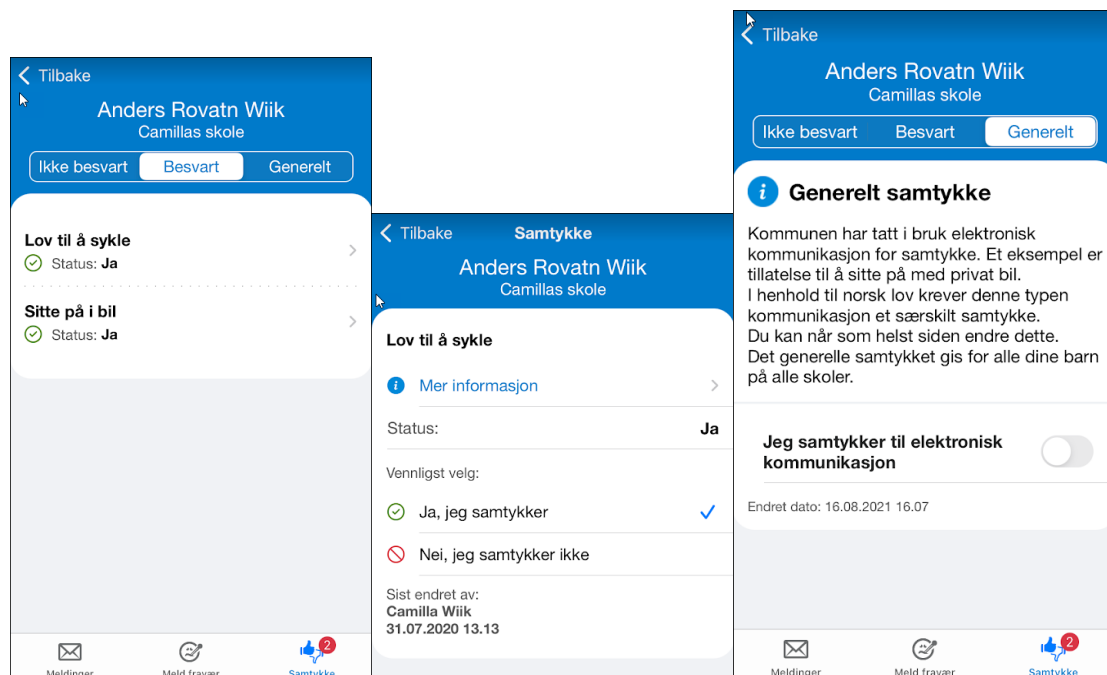 Tilbake
Anders Rovatn Wiik
Camillas skole
Ikke besvart Besvart Generelt
Lov til å sykle
Status: Ja
Sitte på i bil
Status: Ja
Meldinger Meld fravær Samtykke
2
Tilbake Samtykke
Anders Rovatn Wiik
Camillas skole
Lov til å sykle
Mer informasjon
Status: Ja
Vennligst velg:
Ja, jeg samtykker
Nei, jeg samtykker ikke
Sist endret av:
Camilla Wiik
31.07.2020 13.13
Tilbake
Anders Rovatn Wiik
Camillas skole
Ikke besvart Besvart Generelt
Generelt samtykke
Kommunen har tatt i bruk elektronisk
kommunikasjon for samtykke. Et eksempel er
tillatelse til å sitte på med privat bil.
I henhold til norsk lov krever denne typen
kommunikasjon et særskilt samtykke.
Du kan når som helst siden endre dette.
Det generelle samtykket gis for alle dine barn
på alle skoler.
Jeg samtykker til elektronisk
kommunikasjon
Endret dato: 16.08.2021 16.07
2
Meldinger Meld fravær Samtykke